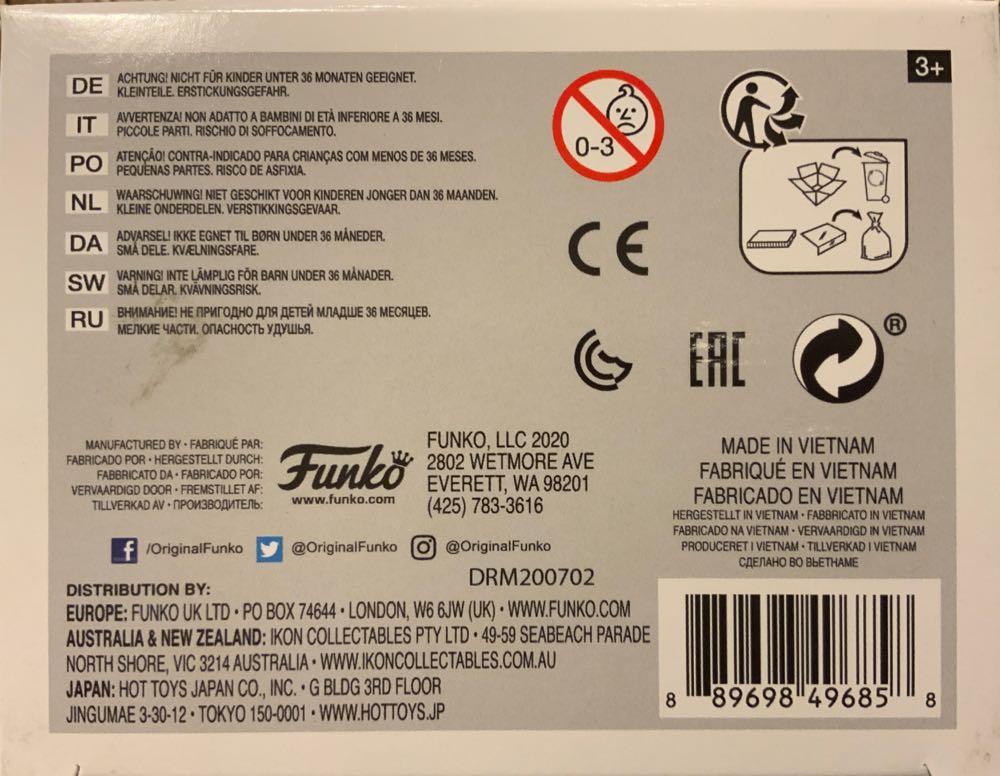 3+
DE ACHTUNG! NICHT FÜR KINDER UNTER 36 MONATEN GEEIGNET.
KLEINTEILE. ERSTICKUNGSGEFAHR.
IT AVVERTENZA! NON ADATTO A BAMBINI DI ETÀ INFERIORE A 36 MESI.
PICCOLE PARTI. RISCHIO DI SOFFOCAMENTO.
PO ATENÇÃO! CONTRA-INDICADO PARA CRIANÇAS COM MENOS DE 36 MESES.
PEQUENAS PARTES. RISCO DE ASFIXIA.
NL WAARSCHUWING! NIET GESCHIKT VOOR KINDEREN JONGER DAN 36 MAANDEN.
KLEINE ONDERDELEN. VERSTIKKINGSGEVAAR.
DA ADVARSEL! IKKE EGNET TIL BØRN UNDER 36 MÅNEDER.
SMÅ DELE. KVÆLNINGSFARE.
SW VARNING! INTE LÄMPLIG FÖR BARN UNDER 36 MÅNADER.
SMÅ DELAR. KVÄVNINGSRISK.
RU ВНИМАНИЕ! НЕ ПРИГОДНО ДЛЯ ДЕТЕЙ МЛАДШЕ 36 МЕСЯЦЕВ.
МЕЛКИЕ ЧАСТИ. ОПАСНОСТЬ УДУШЬЯ.
0-3
CE
EAC
®
MANUFACTURED BY • FABRIQUÉ PAR:
FABRICADO POR • HERGESTELLT DURCH:
FABBRICATO DA • FABRICADO POR:
VERVAARDIGD DOOR • FREMSTILLET AF:
TILLVERKAD AV • ПРОИЗВОДИТЕЛЬ:
Funko
www.funko.com
FUNKO, LLC 2020
2802 WETMORE AVE
EVERETT, WA 98201
(425) 783-3616
MADE IN VIETNAM
FABRIQUÉ EN VIETNAM
FABRICADO EN VIETNAM
HERGESTELLT IN VIETNAM • FABBRICATO IN VIETNAM
FABRICADO NA VIETNAM • VERVAARDIGD IN VIETNAM
PRODUCERET I VIETNAM • TILLVERKAD I VIETNAM
СДЕЛАНО ВО ВЬЕТНАМЕ
f /OriginalFunko @OriginalFunko @OriginalFunko
DRM200702
DISTRIBUTION BY:
EUROPE: FUNKO UK LTD • PO BOX 74644 • LONDON, W6 6JW (UK) • WWW.FUNKO.COM
AUSTRALIA & NEW ZEALAND: IKON COLLECTABLES PTY LTD • 49-59 SEABEACH PARADE
NORTH SHORE, VIC 3214 AUSTRALIA • WWW.IKONCOLLECTABLES.COM.AU
JAPAN: HOT TOYS JAPAN CO., INC. • G BLDG 3RD FLOOR
JINGUMAE 3-30-12 • TOKYO 150-0001 • WWW.HOTTOYS.JP
8 89698 49685 8